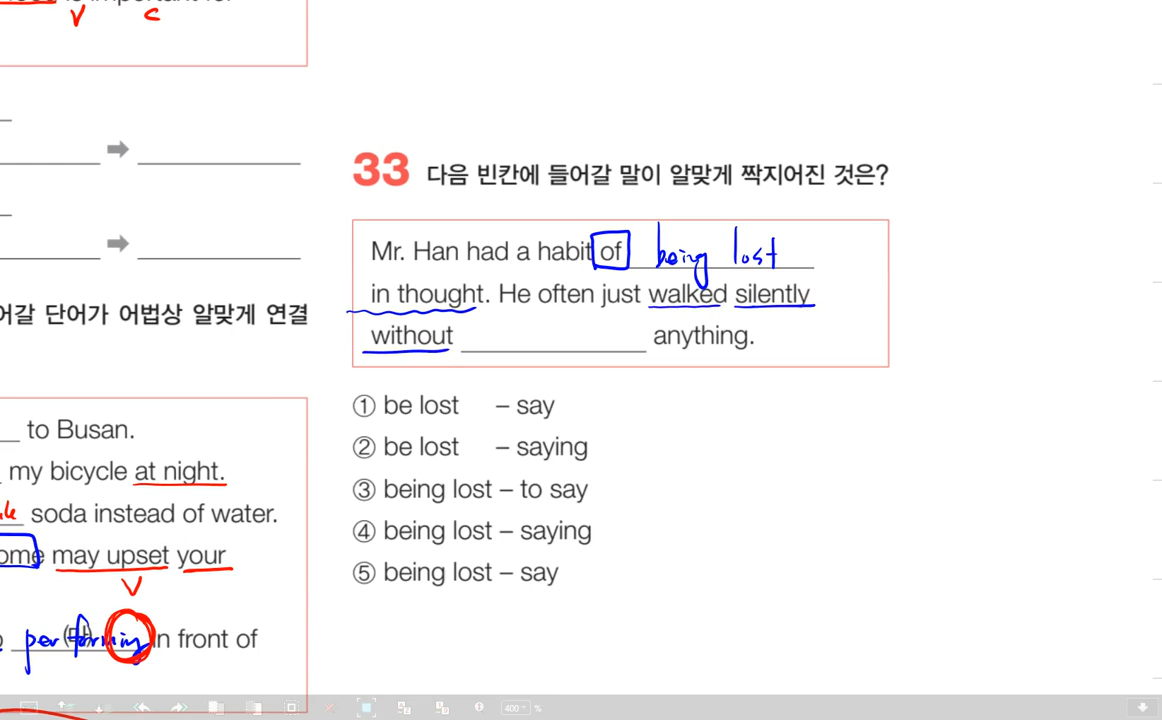 is important for
V C
33 다음 빈칸에 들어갈 말이 알맞게 짝지어진 것은?
Mr. Han had a habit of being lost
in thought. He often just walked silently
without ____________ anything.
① be lost – say
② be lost – saying
③ being lost – to say
④ being lost – saying
⑤ being lost – say
어갈 단어가 어법상 알맞게 연결
to Busan.
my bicycle at night.
soda instead of water.
ome may upset your
V
performing in front of
400 %